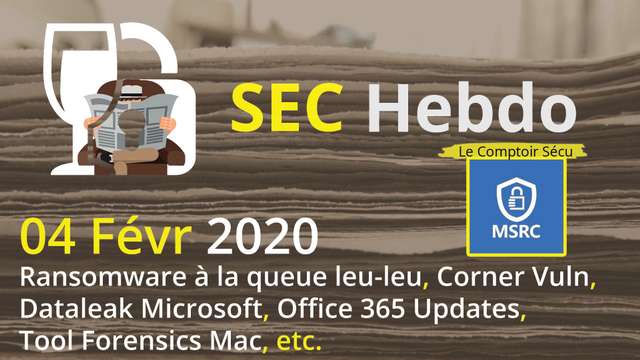 SEC Hebdo
Le Comptoir Sécu
MSRC
04 Févr 2020
Ransomware à la queue leu-leu, Corner Vuln,
Dataleak Microsoft, Office 365 Updates,
Tool Forensics Mac, etc.